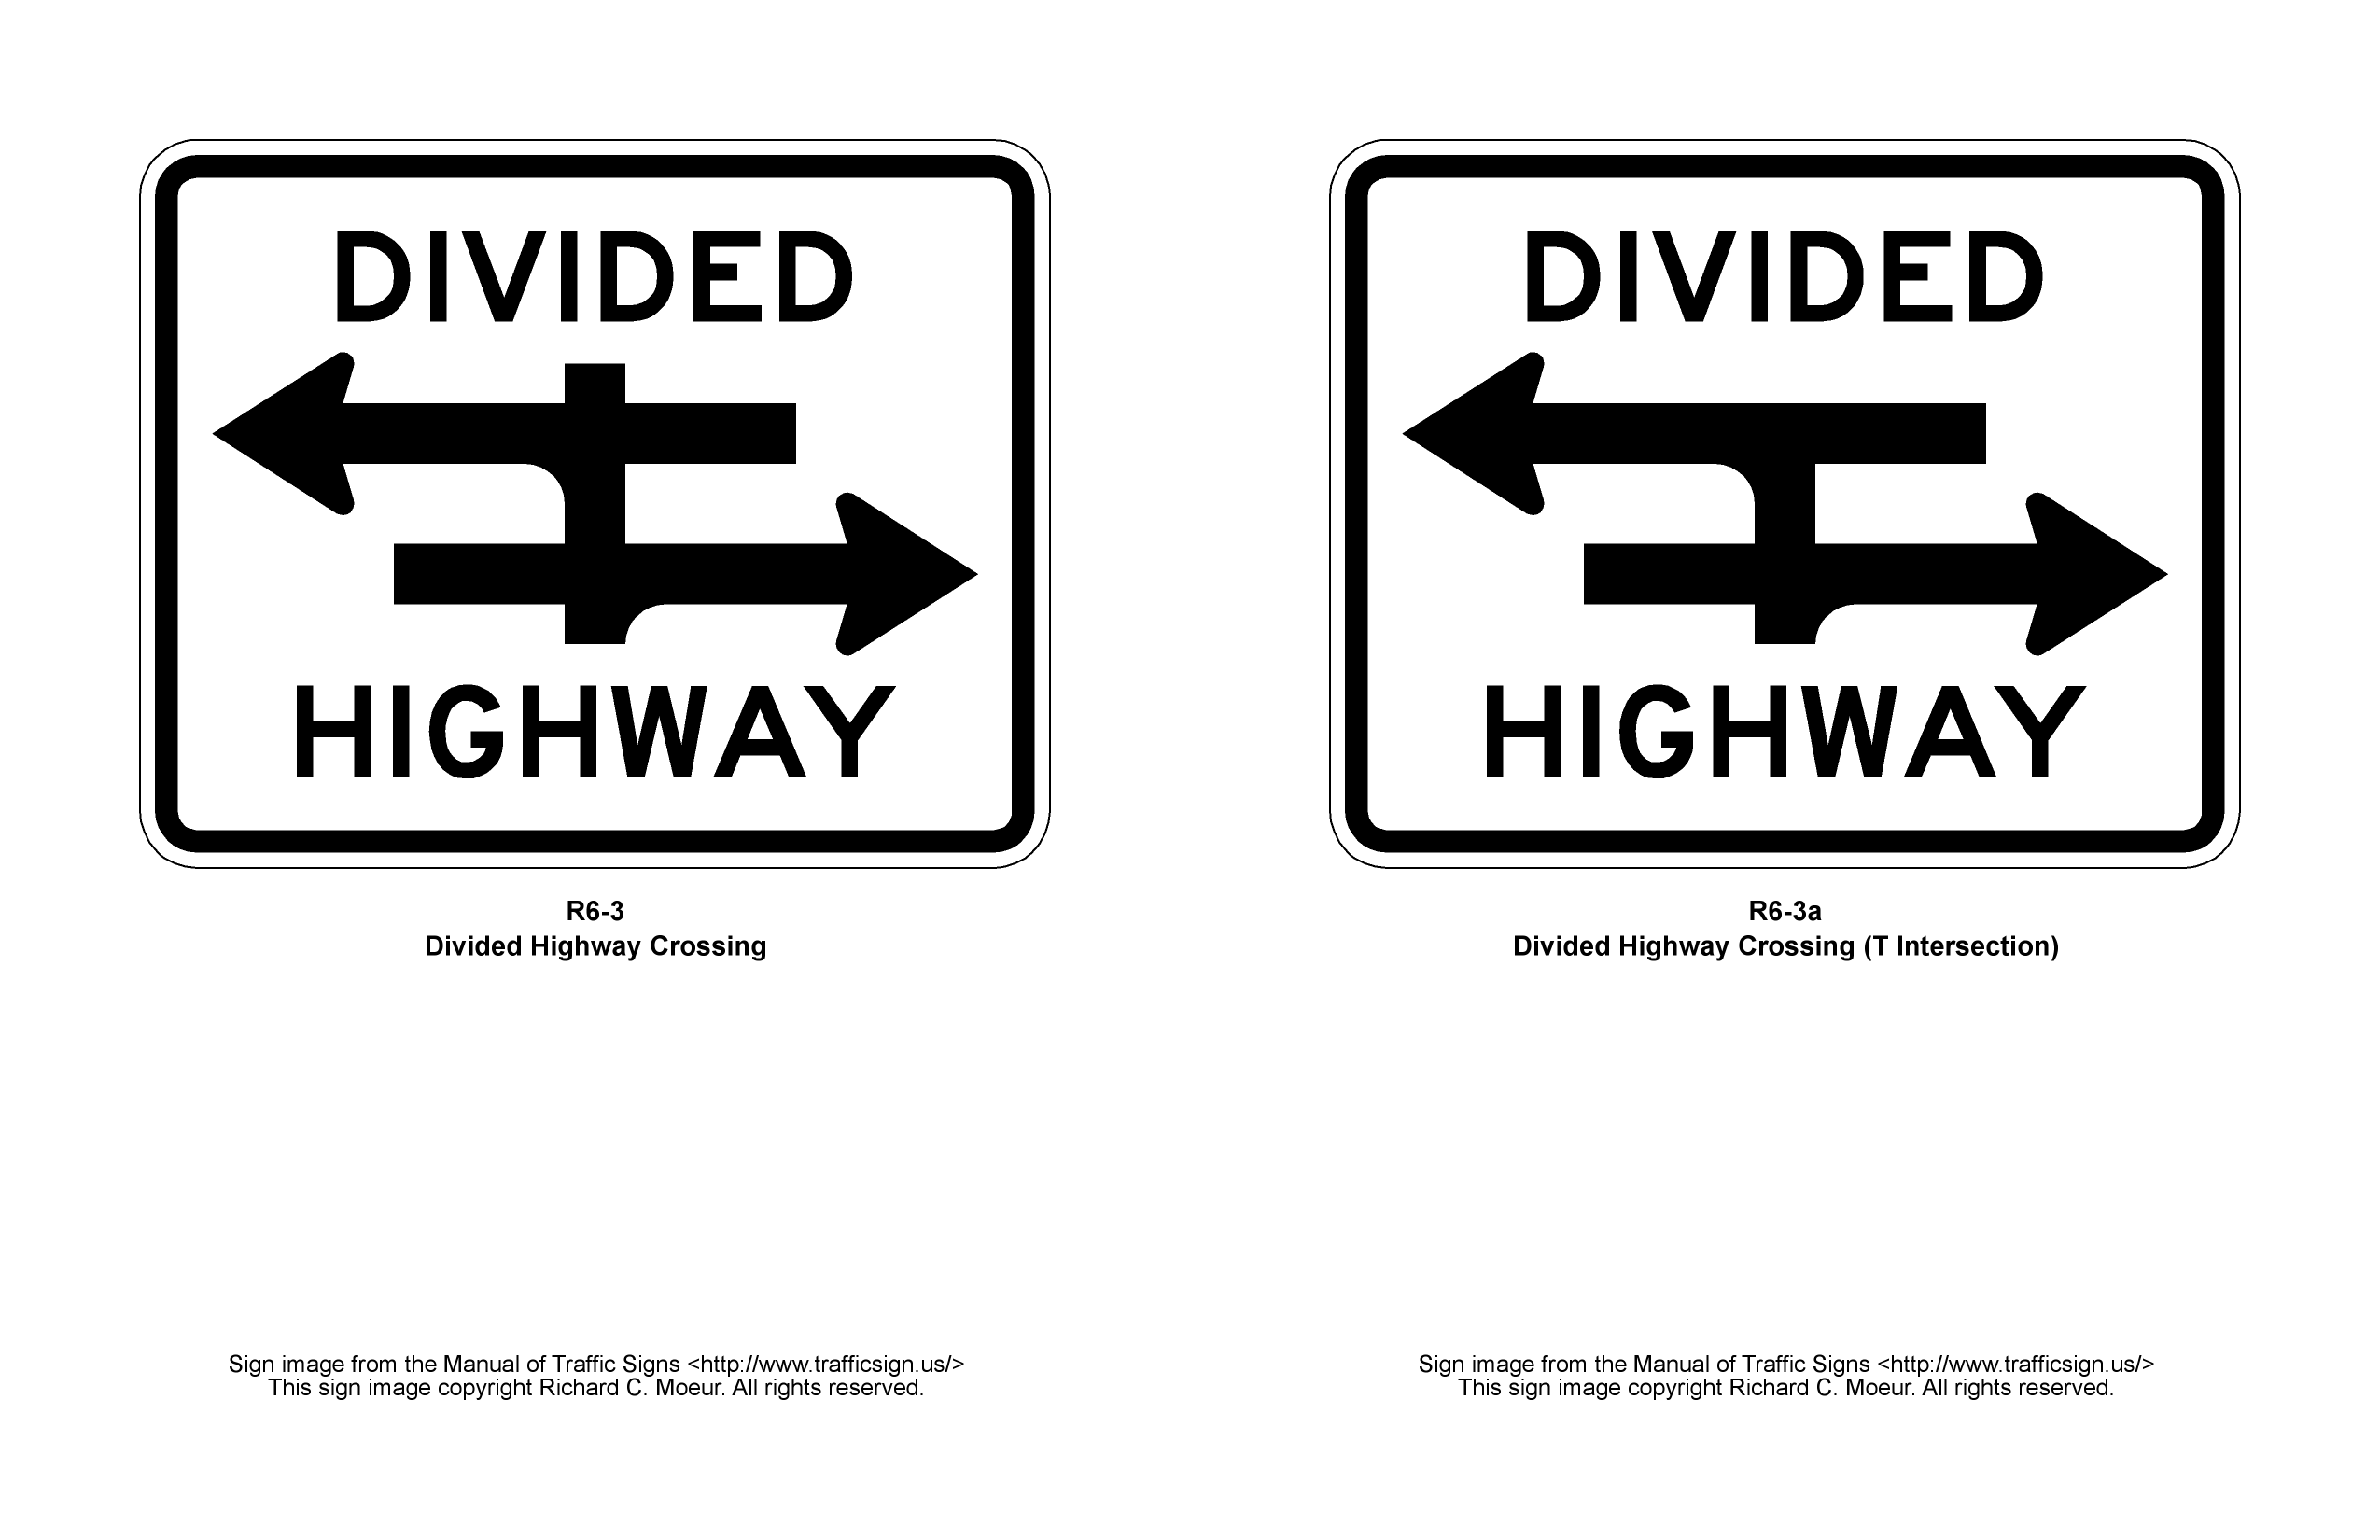 DIVIDED
HIGHWAY
R6-3
Divided Highway Crossing
Sign image from the Manual of Traffic Signs <http://www.trafficsign.us/>
This sign image copyright Richard C. Moeur. All rights reserved.
DIVIDED
HIGHWAY
R6-3a
Divided Highway Crossing (T Intersection)
Sign image from the Manual of Traffic Signs <http://www.trafficsign.us/>
This sign image copyright Richard C. Moeur. All rights reserved.